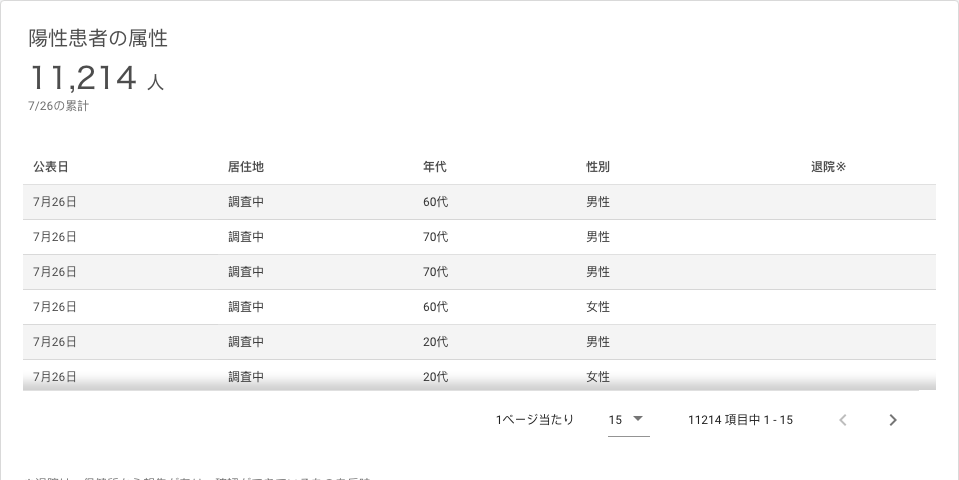 陽性患者の属性
11,214 人
7/26の累計
公表日 居住地 年代 性別 退院※
7月26日 調査中 60代 男性
7月26日 調査中 70代 男性
7月26日 調査中 70代 男性
7月26日 調査中 60代 女性
7月26日 調査中 20代 男性
7月26日 調査中 20代 女性
1ページ当たり 15 11214 項目中 1 - 15